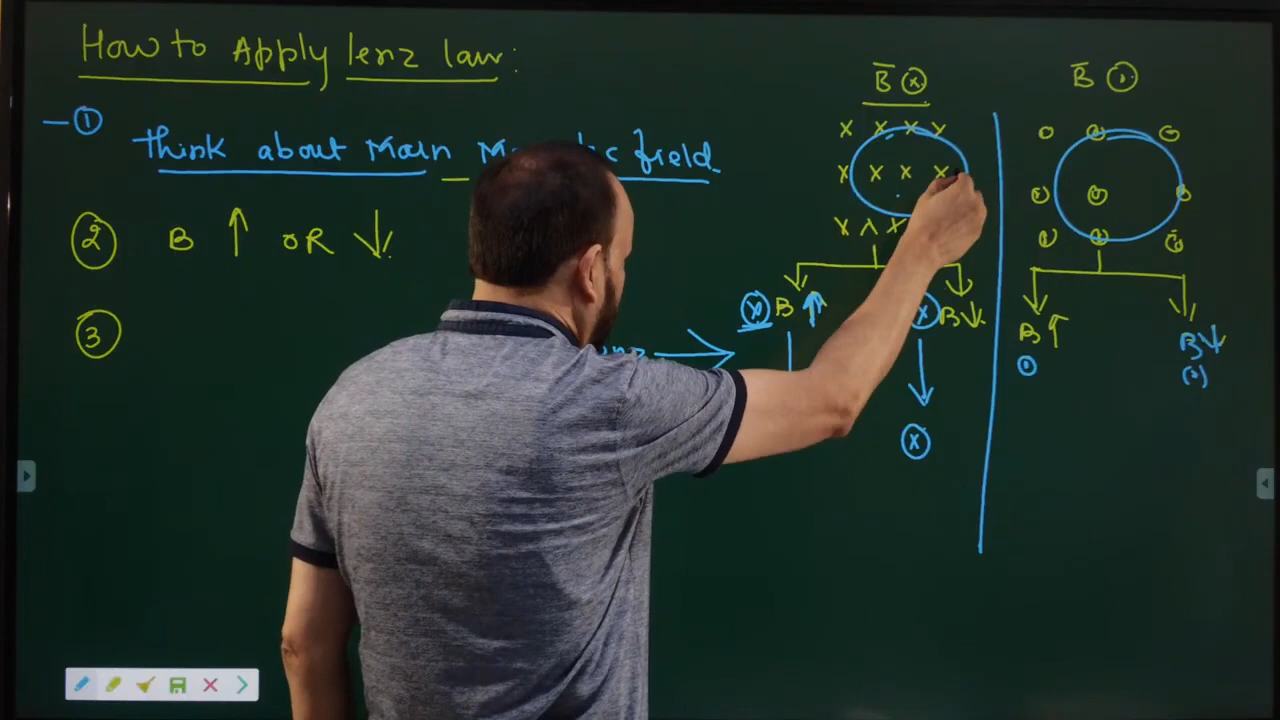 How to Apply lenz law:
— ① Think about Main field.
② B ↑ OR ↓
③
B̅ ⓧ
x x x x
x x x x
x x x
ⓧ B ⇑
ⓧ B ↓
ⓧ
B̅ ⊙
⊙ ⊙ ⊙
⊙ ⊙ ⊙
⊙ ⊙ ⊙
B ↑
⊙
B ↓
(·)